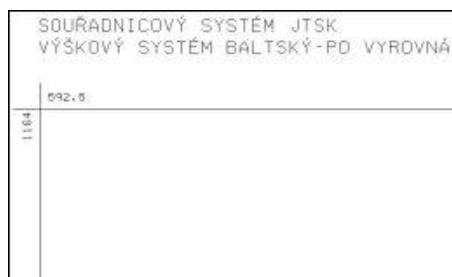 SOUŘADNICOVÝ SYSTÉM JTSK
VÝŠKOVÝ SYSTÉM BALTSKÝ-PO VYROVNÁ
592.5
1164